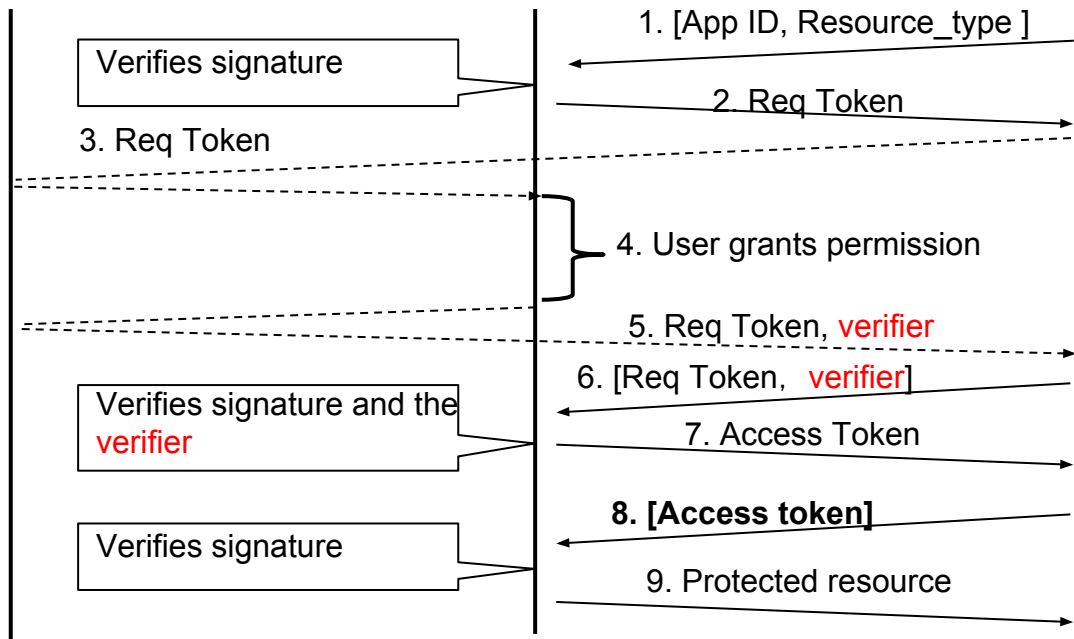 1. [App ID, Resource_type ]
Verifies signature
2. Req Token
3. Req Token
4. User grants permission
5. Req Token, verifier
6. [Req Token, verifier]
Verifies signature and the
verifier
7. Access Token
8. [Access token]
Verifies signature
9. Protected resource